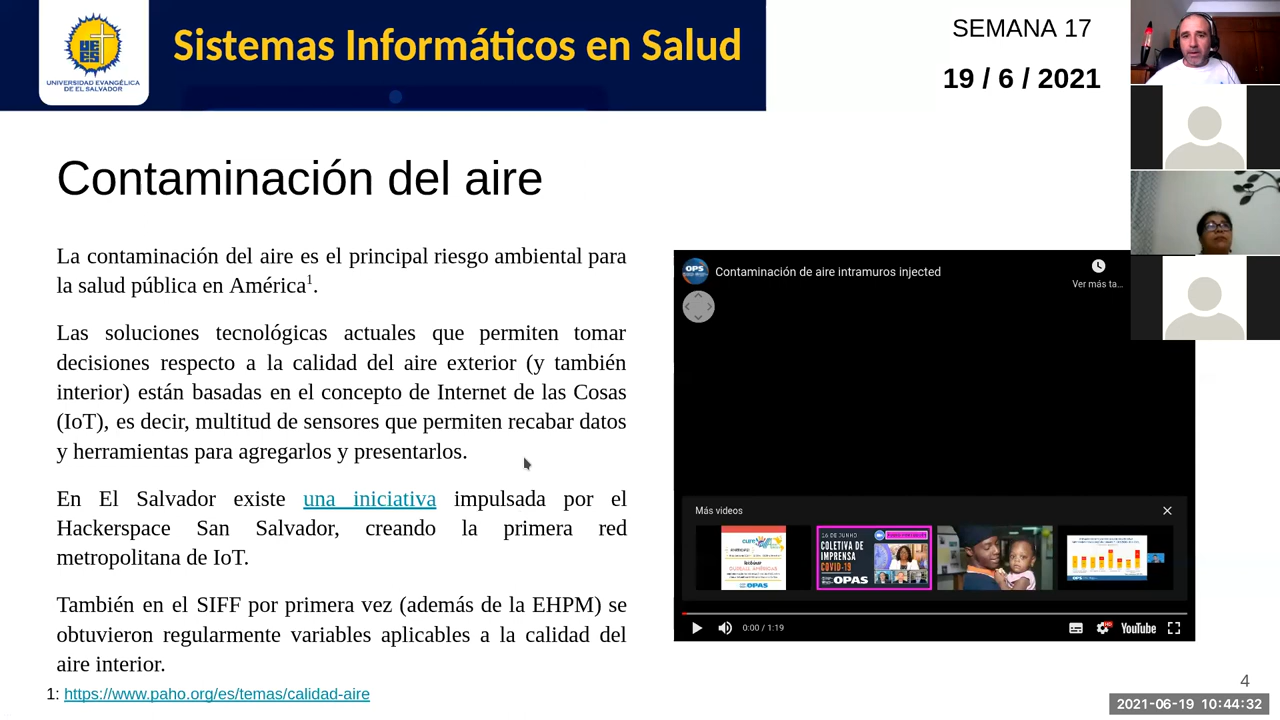 UNIVERSIDAD EVANGÉLICA
DE EL SALVADOR
Sistemas Informáticos en Salud
SEMANA 17
19 / 6 / 2021
Contaminación del aire
La contaminación del aire es el principal riesgo ambiental para
la salud pública en América1.
Las soluciones tecnológicas actuales que permiten tomar
decisiones respecto a la calidad del aire exterior (y también
interior) están basadas en el concepto de Internet de las Cosas
(IoT), es decir, multitud de sensores que permiten recabar datos
y herramientas para agregarlos y presentarlos.
En El Salvador existe una iniciativa impulsada por el
Hackerspace San Salvador, creando la primera red
metropolitana de IoT.
También en el SIFF por primera vez (además de la EHPM) se
obtuvieron regularmente variables aplicables a la calidad del
aire interior.
1: https://www.paho.org/es/temas/calidad-aire
OPS
Contaminación de aire intramuros injected
Ver más ta...
Más videos
OPAS
16 DE JUNHO
COLETIVA DE
IMPRENSA
COVID-19
OPAS
0:00 / 1:19
HD
YouTube
4
2021-06-19 10:44:32